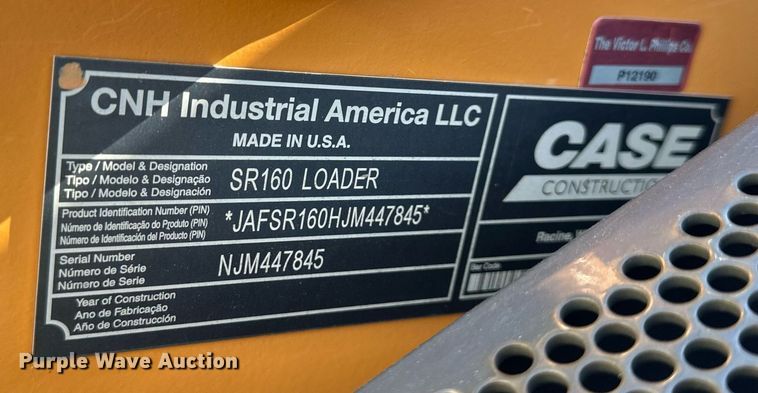 The Victor L. Phillips Co.
P12190
CNH Industrial America LLC
MADE IN U.S.A.
Type / Model & Designation
Tipo / Modelo & Designação
Tipo / Modelo & Designación
SR160 LOADER
Product Identification Number (PIN)
Número de Identificação do Produto (PIN)
Número de Identificación del Producto (PIN)
*JAFSR160HJM447845*
Serial Number
Número de Série
Número de Serie
NJM447845
Year of Construction
Ano de Fabricação
Año de Construcción
CASE
CONSTRUCTIO
Racine, W
Bar Code
Purple Wave Auction